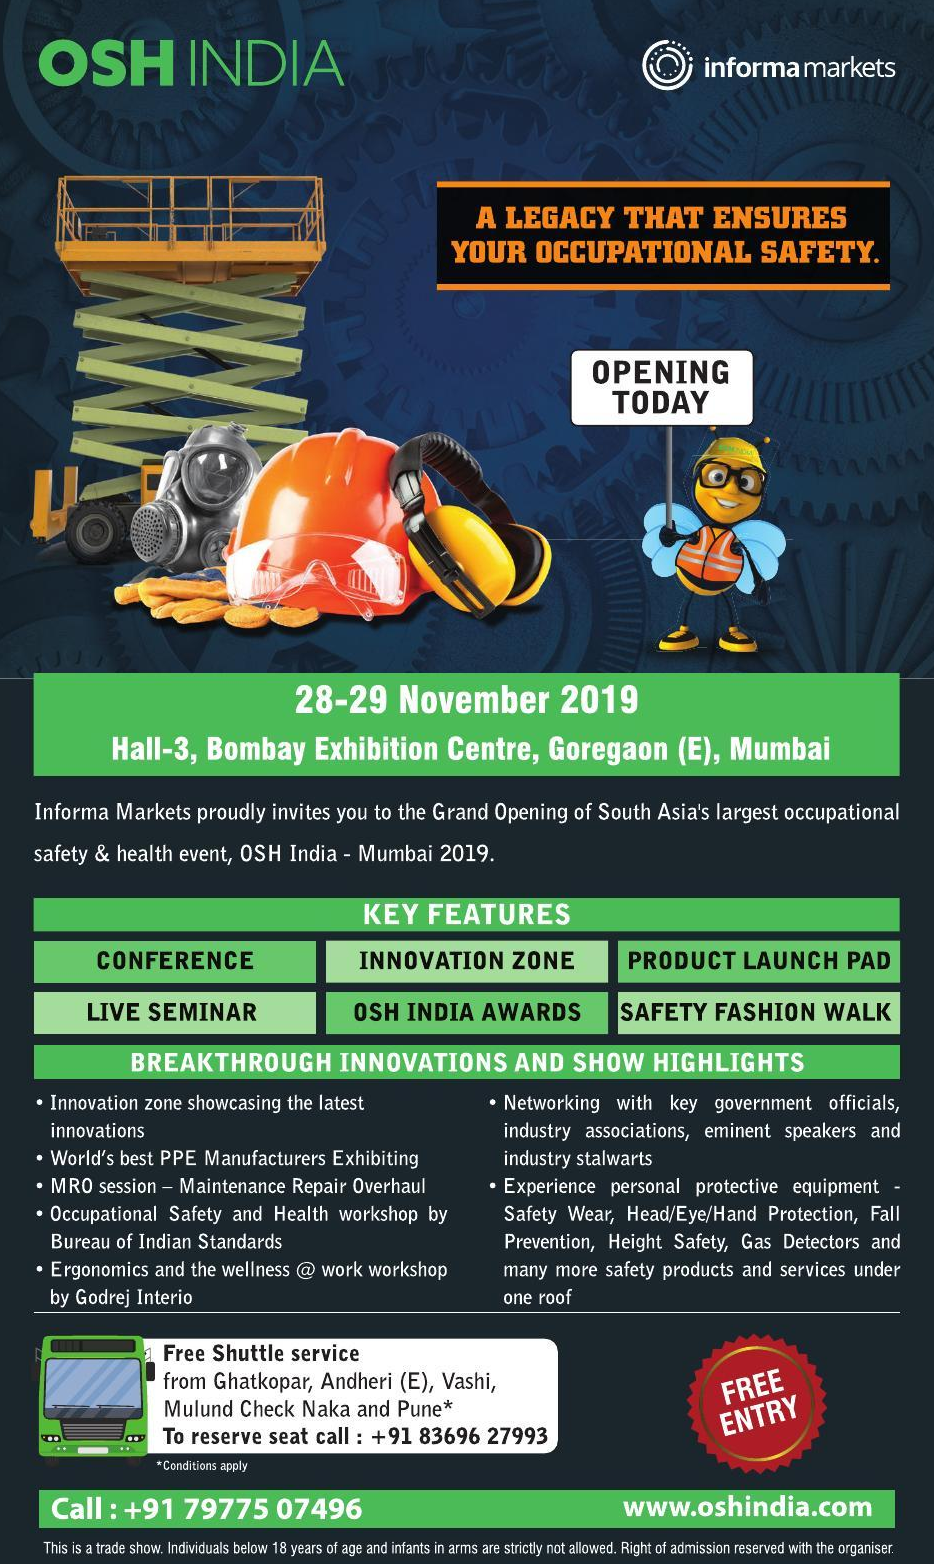 OSH INDIA
informa markets
A LEGACY THAT ENSURES
YOUR OCCUPATIONAL SAFETY.
OPENING
TODAY
28-29 November 2019
Hall-3, Bombay Exhibition Centre, Goregaon (E), Mumbai
Informa Markets proudly invites you to the Grand Opening of South Asia's largest occupational
safety & health event, OSH India - Mumbai 2019.
KEY FEATURES
CONFERENCE
INNOVATION ZONE
PRODUCT LAUNCH PAD
LIVE SEMINAR
OSH INDIA AWARDS
SAFETY FASHION WALK
BREAKTHROUGH INNOVATIONS AND SHOW HIGHLIGHTS
• Innovation zone showcasing the latest
innovations
• World's best PPE Manufacturers Exhibiting
• MRO session – Maintenance Repair Overhaul
• Occupational Safety and Health workshop by
Bureau of Indian Standards
• Ergonomics and the wellness @ work workshop
by Godrej Interio
• Networking with key government officials,
industry associations, eminent speakers and
industry stalwarts
• Experience personal protective equipment -
Safety Wear, Head/Eye/Hand Protection, Fall
Prevention, Height Safety, Gas Detectors and
many more safety products and services under
one roof
Free Shuttle service
from Ghatkopar, Andheri (E), Vashi,
Mulund Check Naka and Pune*
To reserve seat call : +91 83696 27993
*Conditions apply
FREE
ENTRY
Call : +91 79775 07496
www.oshindia.com
This is a trade show. Individuals below 18 years of age and infants in arms are strictly not allowed. Right of admission reserved with the organiser.